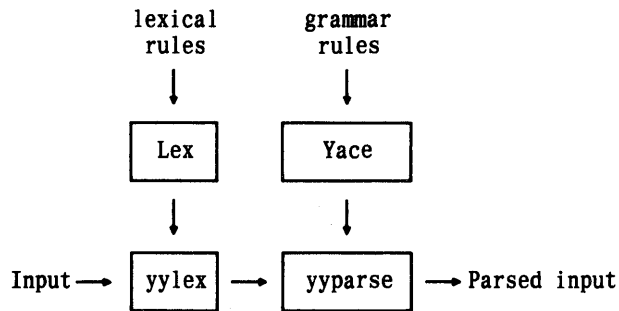 lexical grammar
rules rules
Lex Yace
Input yylex yyparse Parsed input